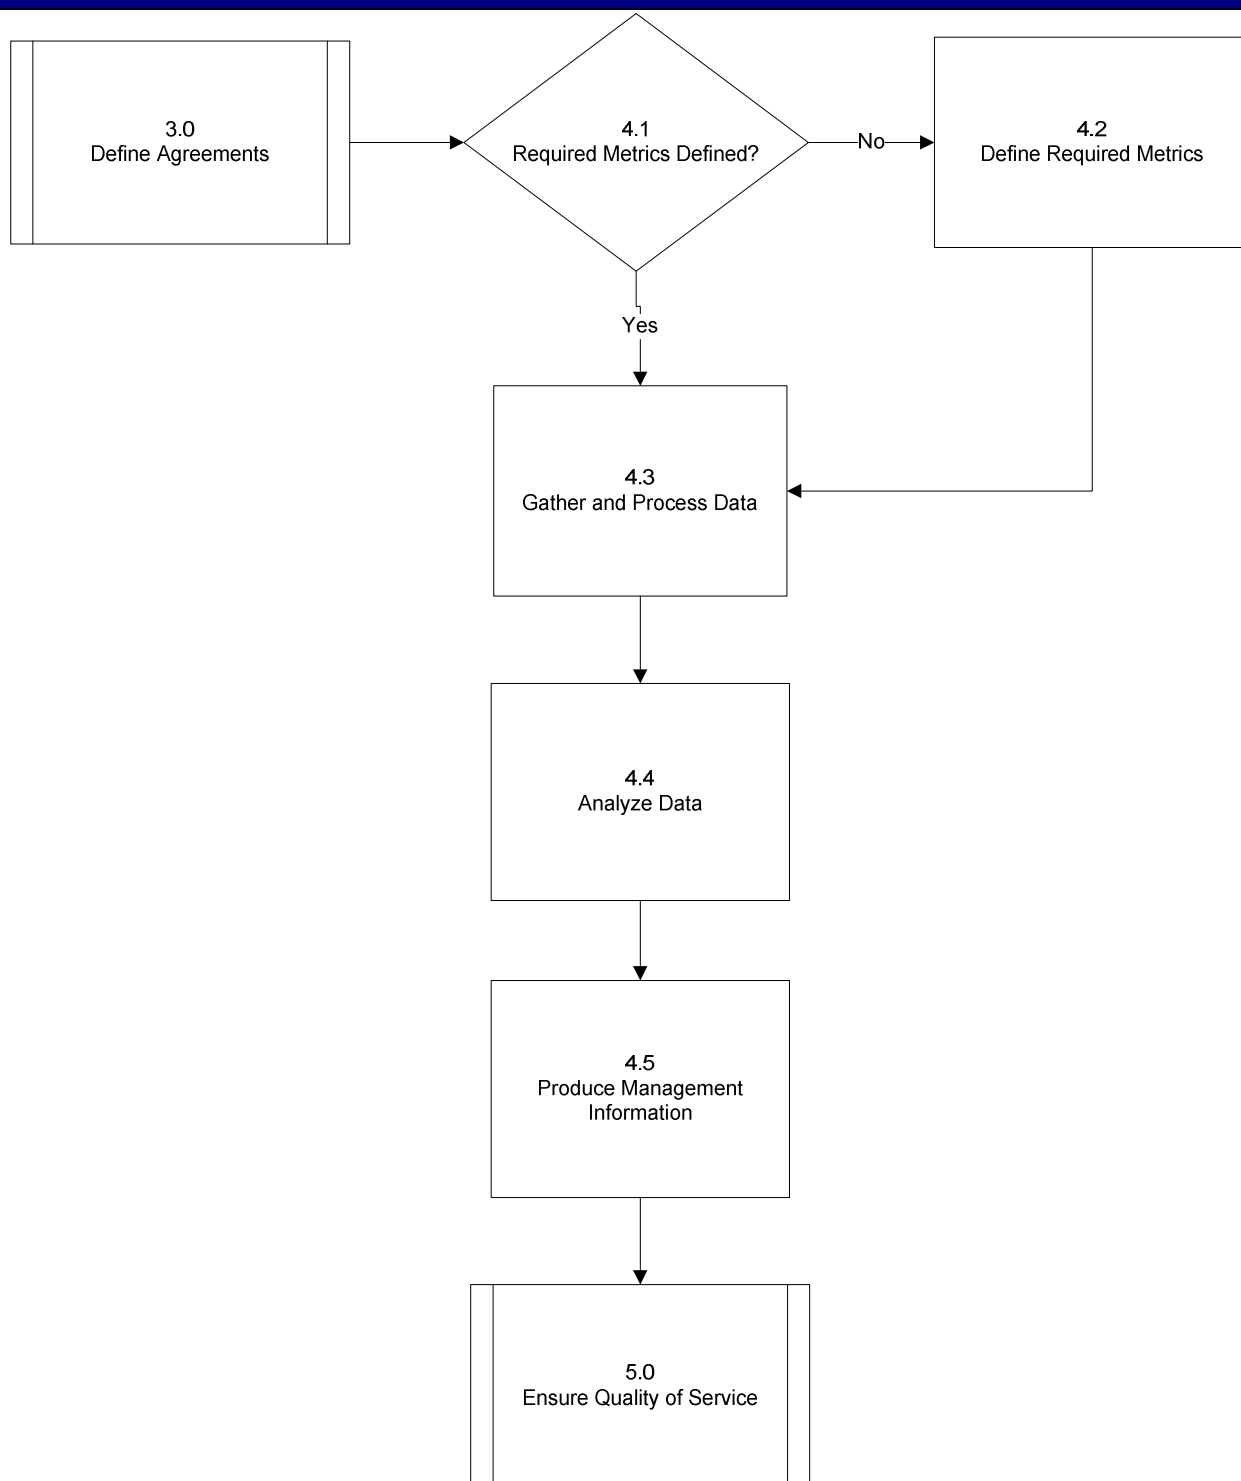 3.0
Define Agreements
4.1
Required Metrics Defined?
No
4.2
Define Required Metrics
Yes
4.3
Gather and Process Data
4.4
Analyze Data
4.5
Produce Management
Information
5.0
Ensure Quality of Service